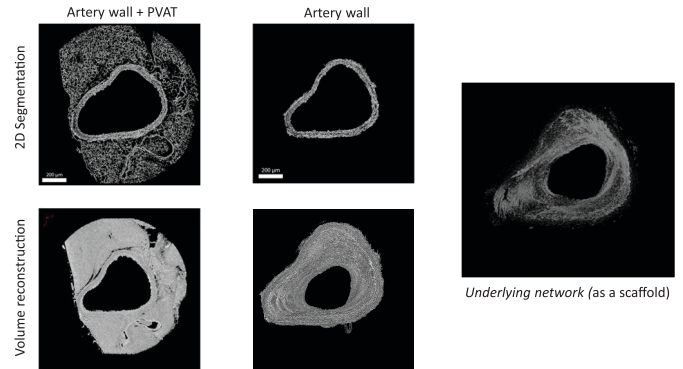 Artery wall + PVAT
Artery wall
2D Segmentation
200 µm
200 µm
Volume reconstruction
Underlying network (as a scaffold)